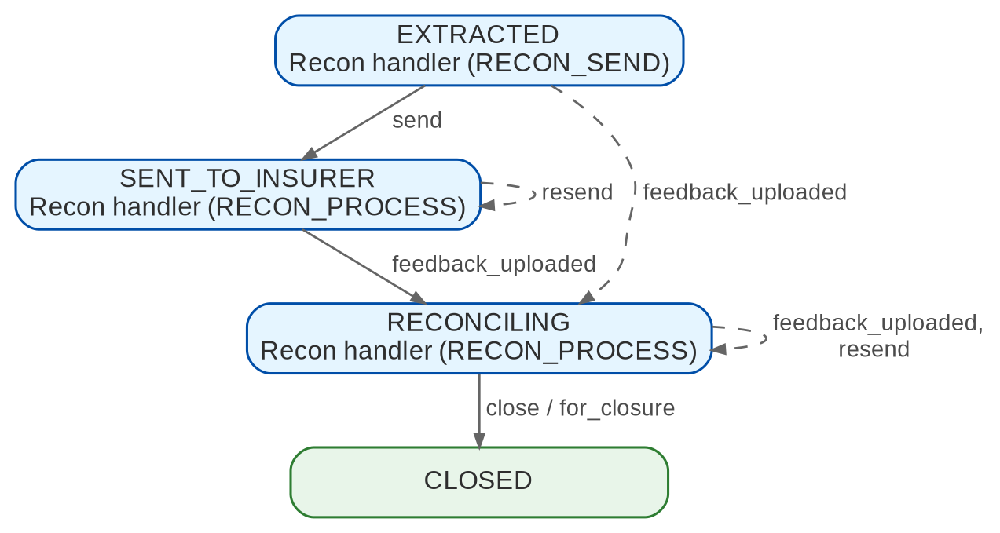 EXTRACTED
Recon handler (RECON_SEND)
send
SENT_TO_INSURER
Recon handler (RECON_PROCESS)
resend
feedback_uploaded
feedback_uploaded
RECONCILING
Recon handler (RECON_PROCESS)
feedback_uploaded,
resend
close / for_closure
CLOSED